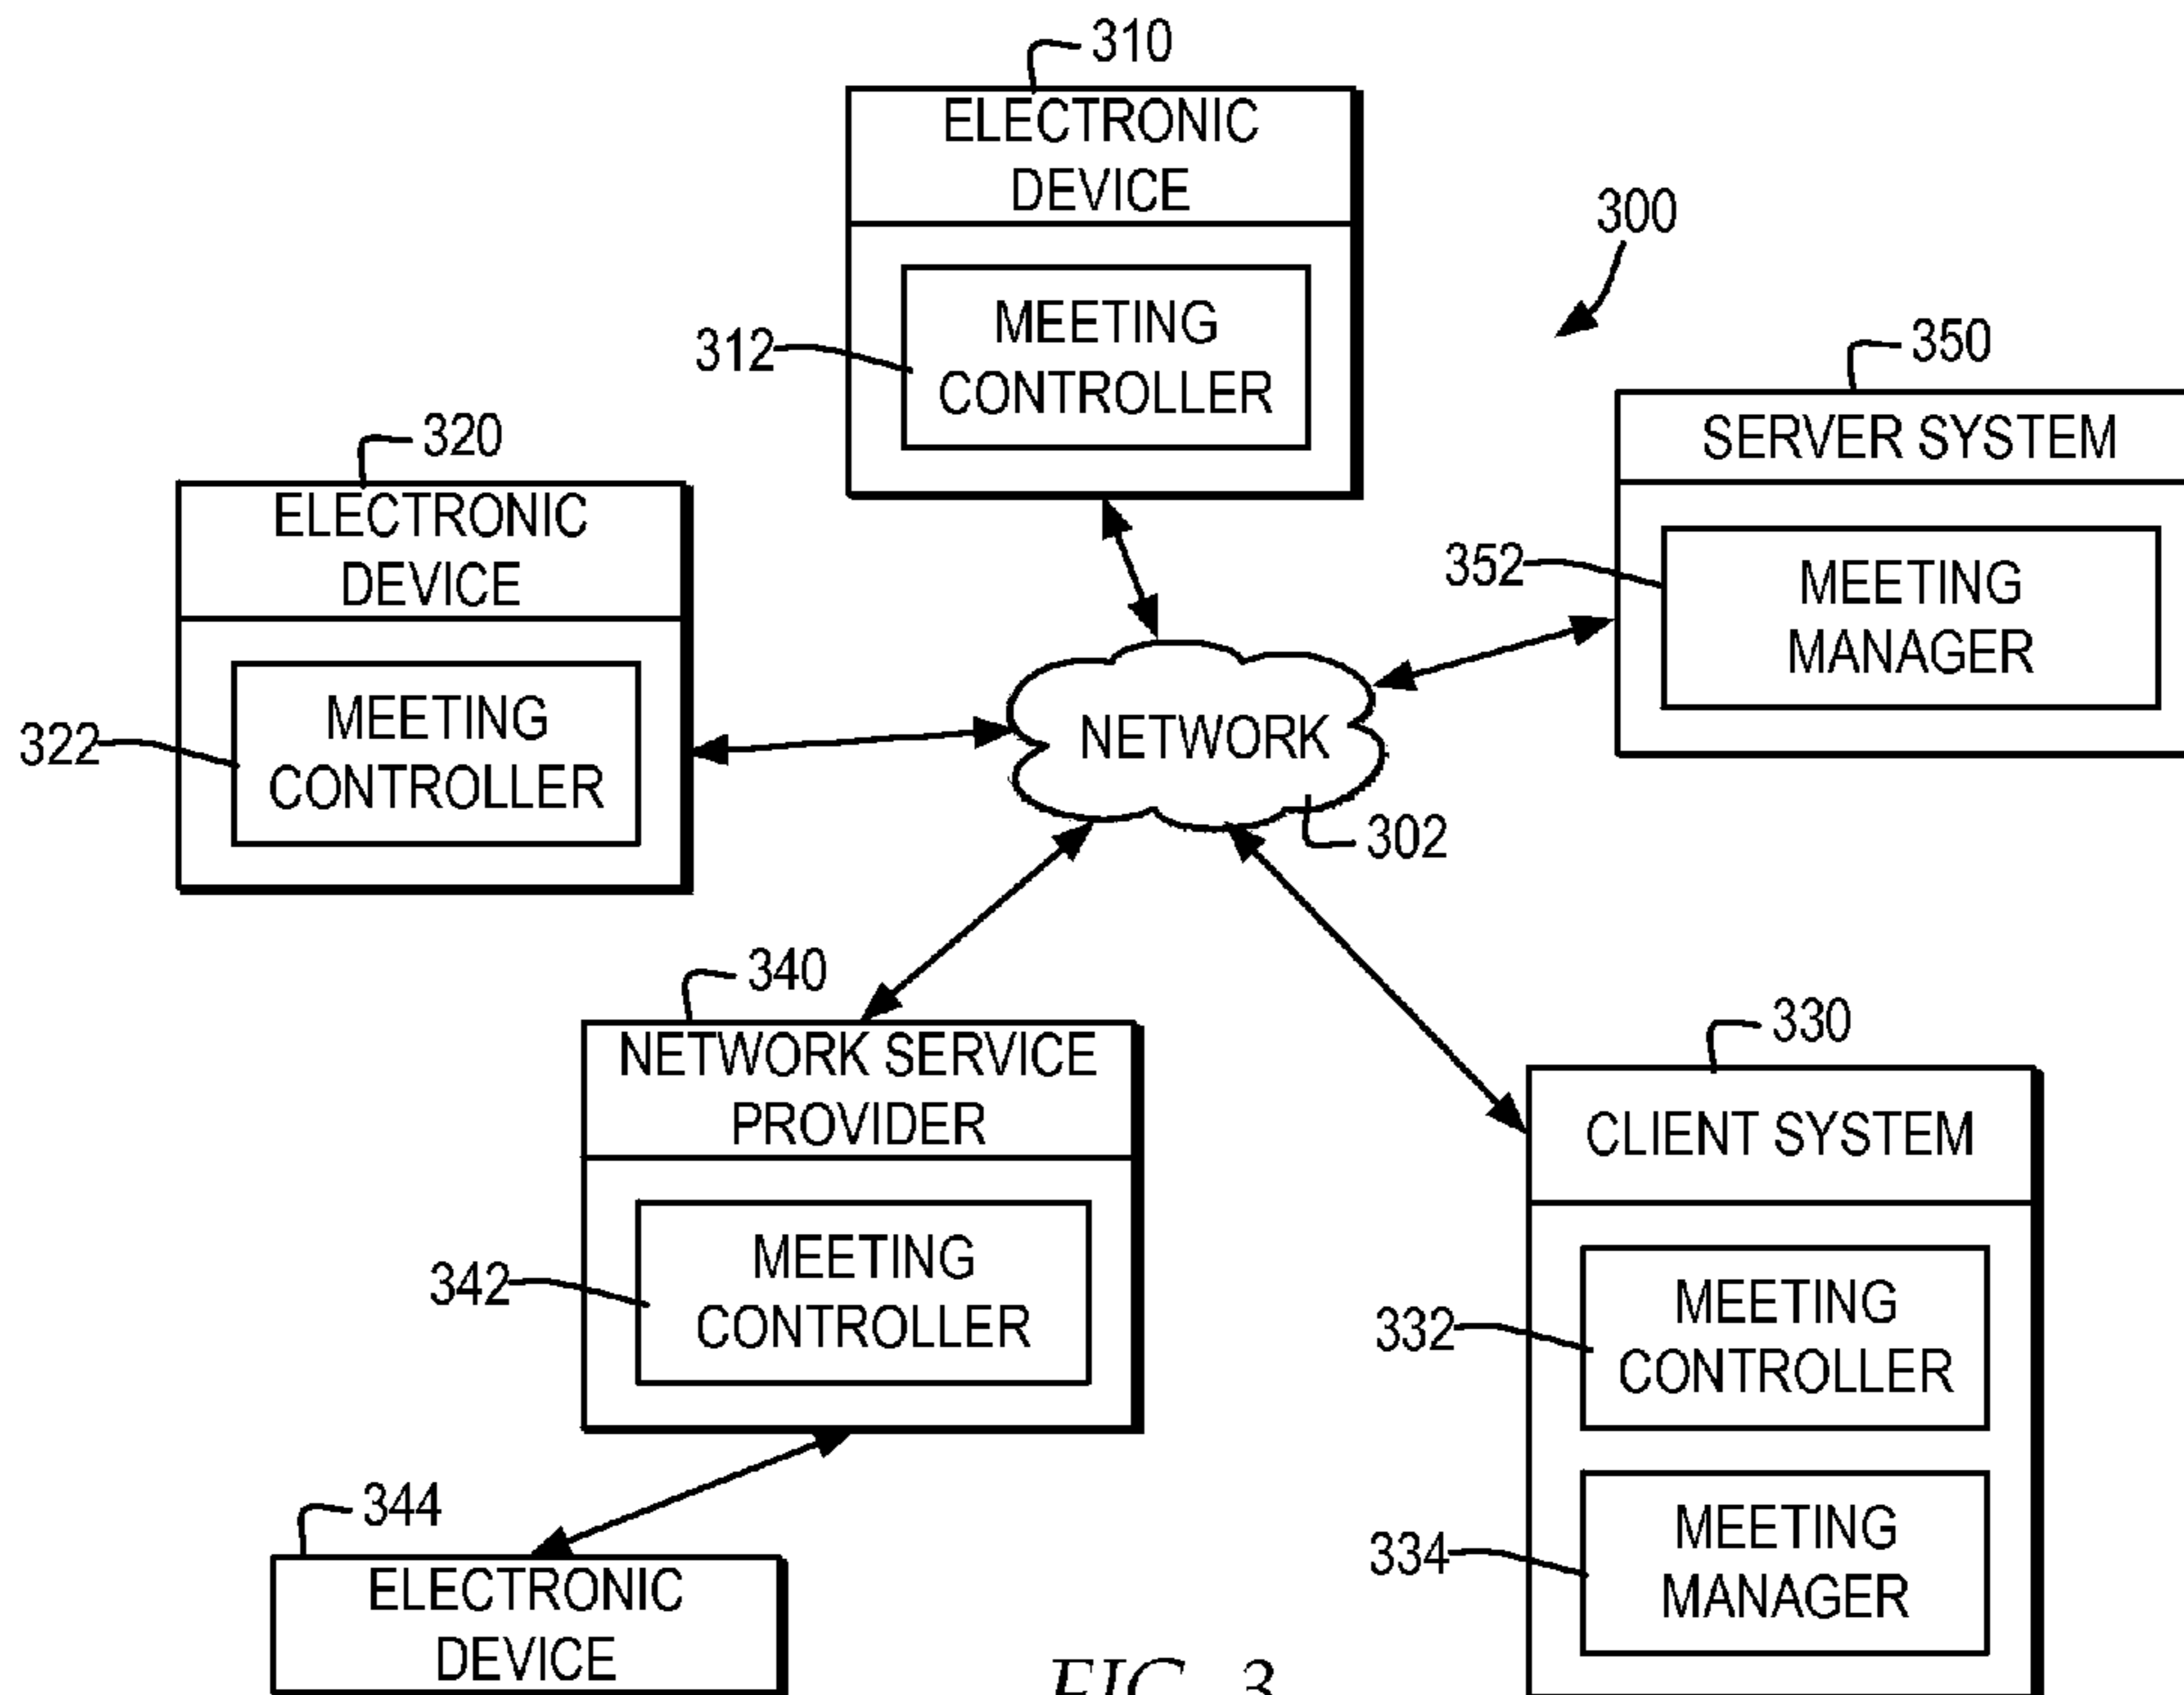 310
ELECTRONIC
DEVICE
312
MEETING
CONTROLLER
300
350
SERVER SYSTEM
352
MEETING
MANAGER
320
ELECTRONIC
DEVICE
322
MEETING
CONTROLLER
NETWORK
302
340
NETWORK SERVICE
PROVIDER
342
MEETING
CONTROLLER
330
CLIENT SYSTEM
332
MEETING
CONTROLLER
334
MEETING
MANAGER
344
ELECTRONIC
DEVICE
FIG. 3